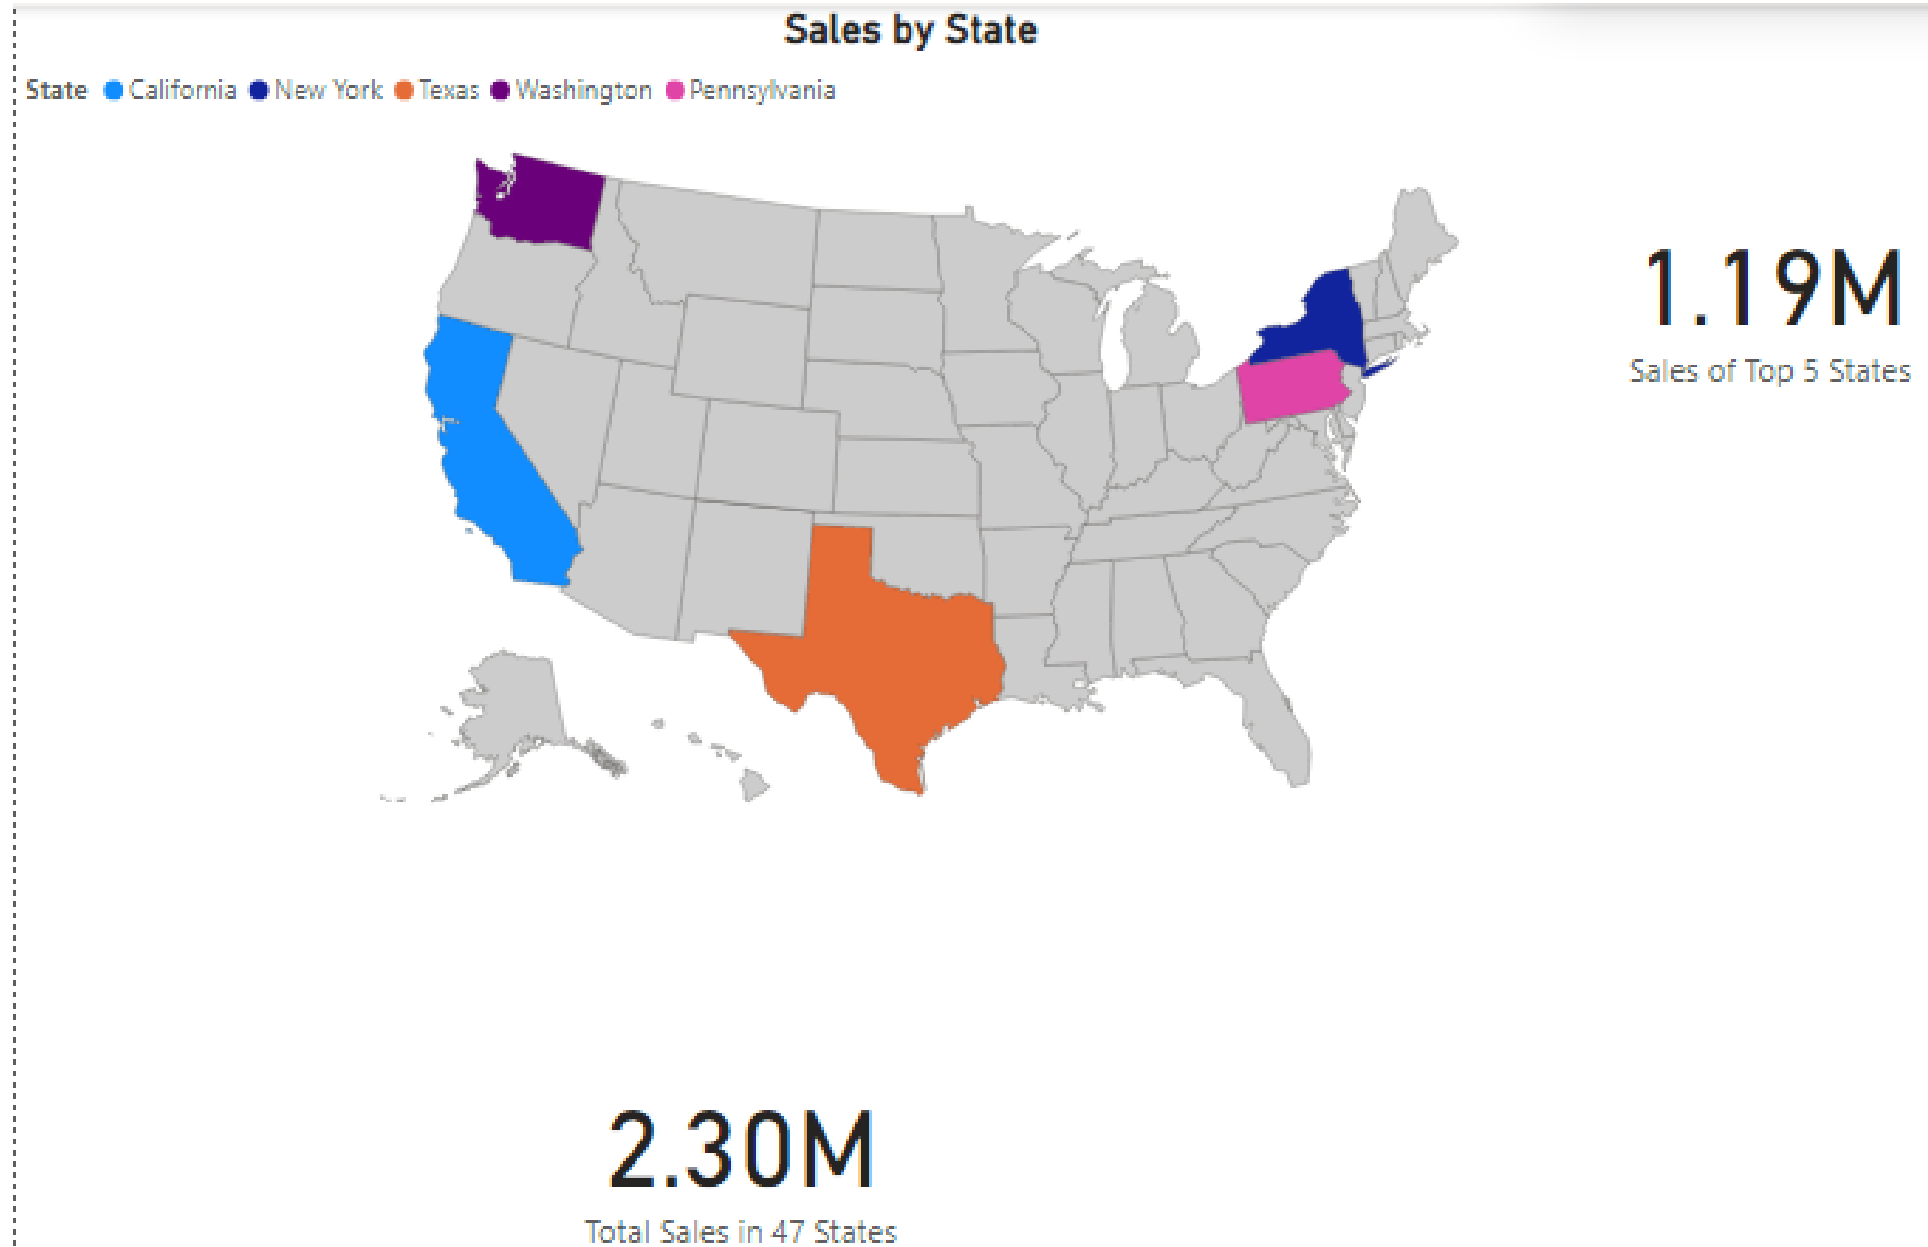 Sales by State
State California New York Texas Washington Pennsylvania
1.19M
Sales of Top 5 States
2.30M
Total Sales in 47 States